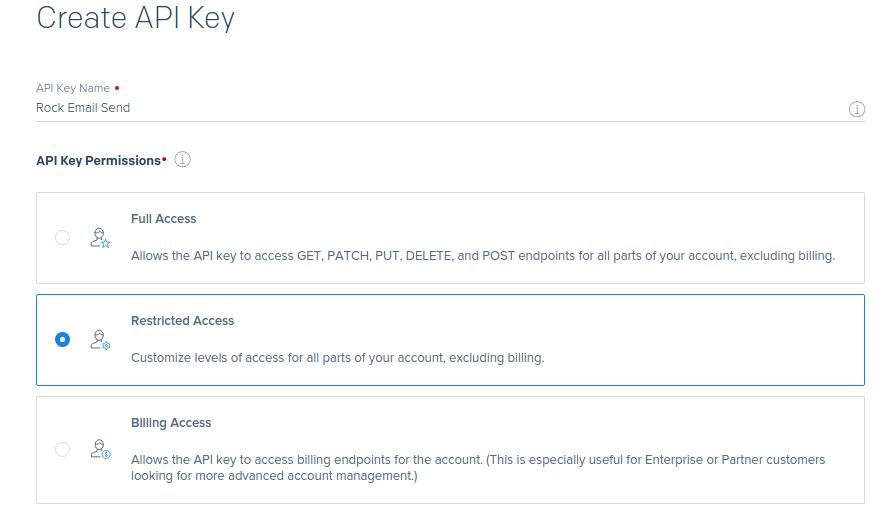 Create API Key
API Key Name •
Rock Email Send
API Key Permissions•
Full Access
Allows the API key to access GET, PATCH, PUT, DELETE, and POST endpoints for all parts of your account, excluding billing.
Restricted Access
Customize levels of access for all parts of your account, excluding billing.
Billing Access
Allows the API key to access billing endpoints for the account. (This is especially useful for Enterprise or Partner customers
looking for more advanced account management.)